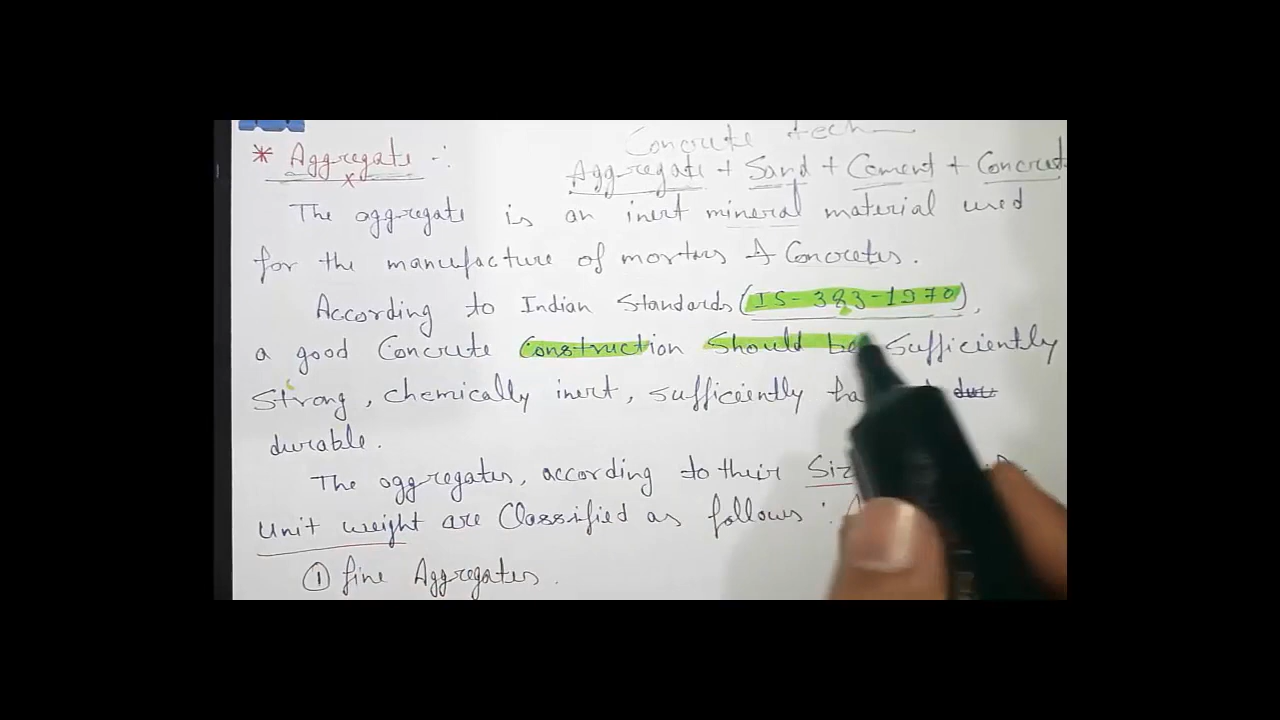 Concrete tech
* Aggregate -:
Aggregate + Sand + Cement + Concret
The aggregate is an inert mineral material used
for the manufacture of mortars & Concretes.
According to Indian Standards (IS-383-1970),
a good Concrete Construction Should be Sufficiently
Strong, chemically inert, sufficiently
durable.
The aggregates, according to their
Unit weight are Classified as follows :
① fine Aggregates.